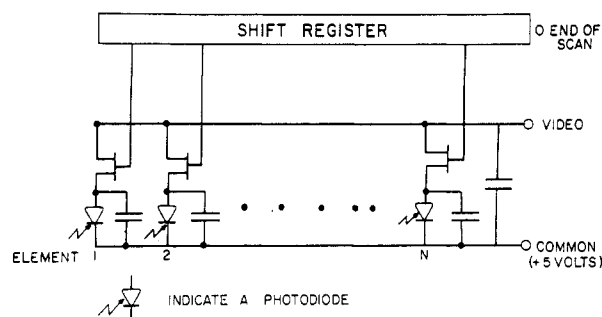 SHIFT REGISTER
END OF
SCAN
VIDEO
COMMON
(+5 VOLTS)
ELEMENT 1 2 N
INDICATE A PHOTODIODE